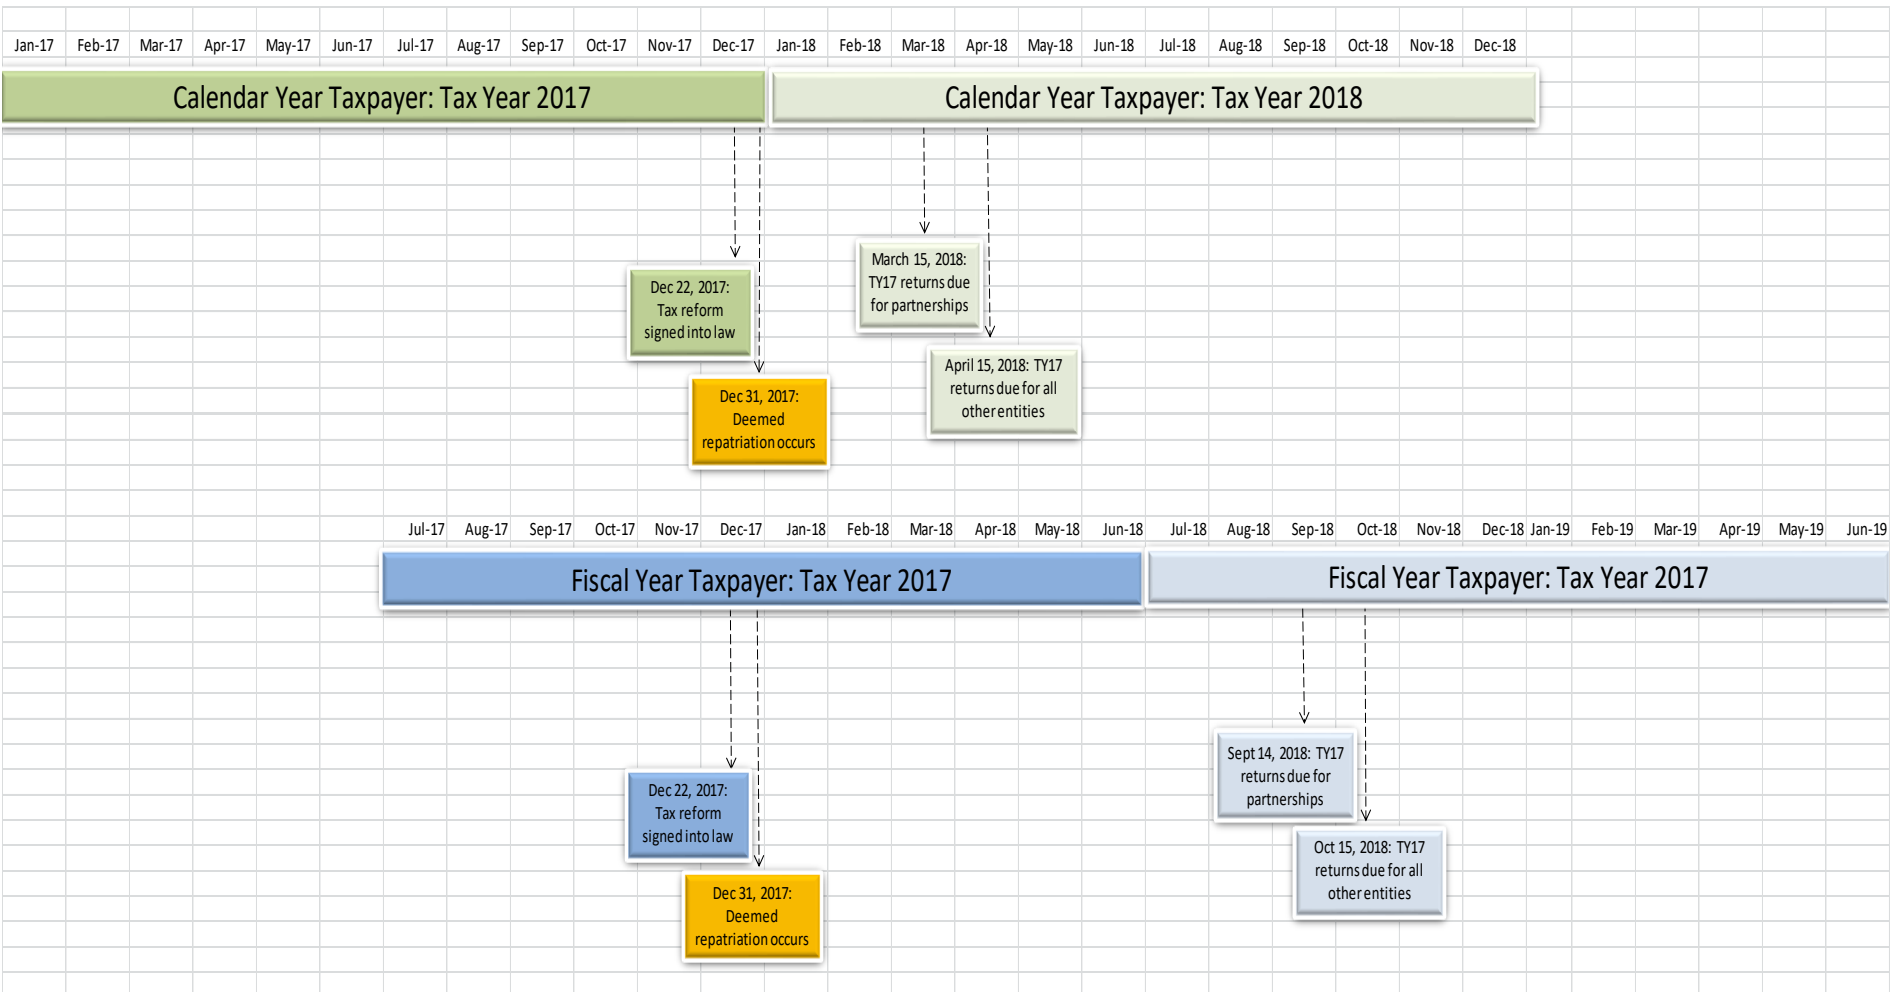 Jan-17 Feb-17 Mar-17 Apr-17 May-17 Jun-17 Jul-17 Aug-17 Sep-17 Oct-17 Nov-17 Dec-17 Jan-18 Feb-18 Mar-18 Apr-18 May-18 Jun-18 Jul-18 Aug-18 Sep-18 Oct-18 Nov-18 Dec-18
Calendar Year Taxpayer: Tax Year 2017
Calendar Year Taxpayer: Tax Year 2018
Dec 22, 2017:
Tax reform
signed into law
Dec 31, 2017:
Deemed
repatriation occurs
March 15, 2018:
TY17 returns due
for partnerships
April 15, 2018: TY17
returns due for all
other entities
Jul-17 Aug-17 Sep-17 Oct-17 Nov-17 Dec-17 Jan-18 Feb-18 Mar-18 Apr-18 May-18 Jun-18 Jul-18 Aug-18 Sep-18 Oct-18 Nov-18 Dec-18 Jan-19 Feb-19 Mar-19 Apr-19 May-19 Jun-19
Fiscal Year Taxpayer: Tax Year 2017
Fiscal Year Taxpayer: Tax Year 2017
Dec 22, 2017:
Tax reform
signed into law
Dec 31, 2017:
Deemed
repatriation occurs
Sept 14, 2018: TY17
returns due for
partnerships
Oct 15, 2018: TY17
returns due for all
other entities